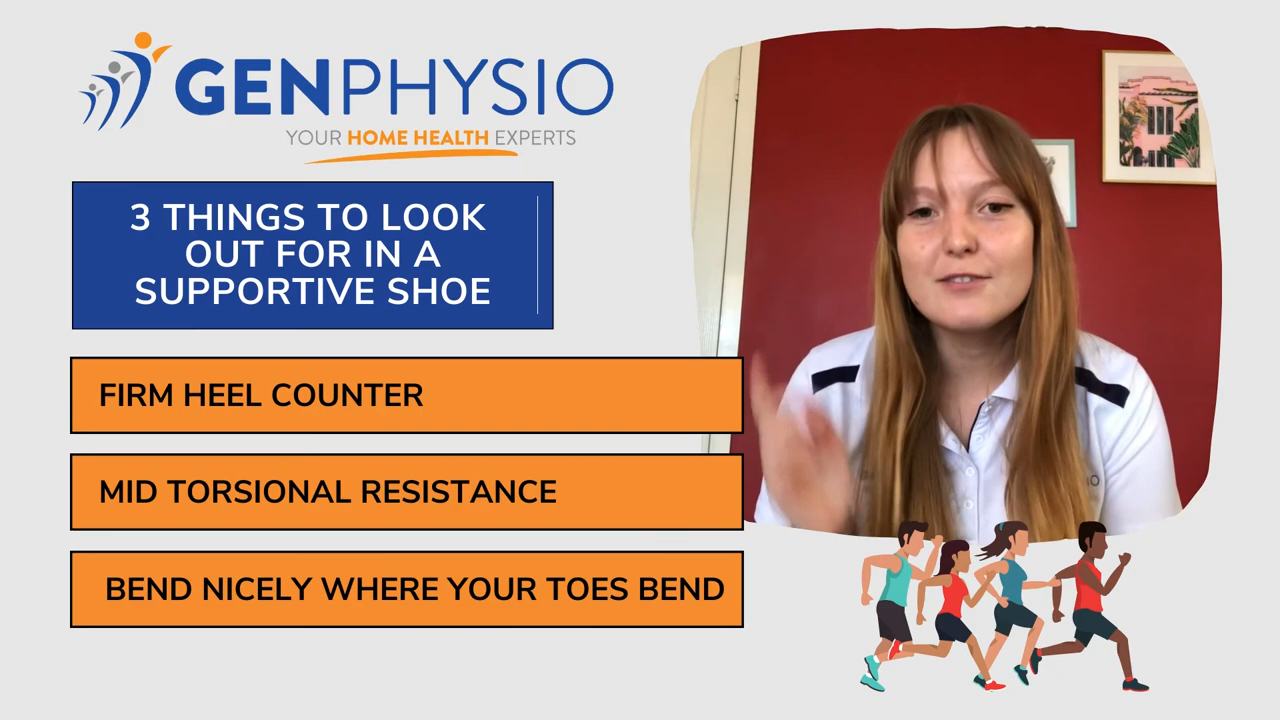 GENPHYSIO
YOUR HOME HEALTH EXPERTS
3 THINGS TO LOOK
OUT FOR IN A
SUPPORTIVE SHOE
FIRM HEEL COUNTER
MID TORSIONAL RESISTANCE
BEND NICELY WHERE YOUR TOES BEND